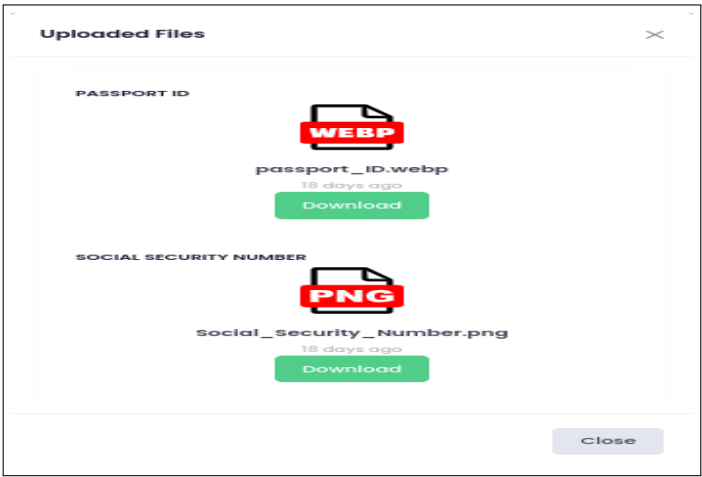 Uploaded Files
PASSPORT ID
WEBP
passport_ID.webp
18 days ago
Download
SOCIAL SECURITY NUMBER
PNG
Social_Security_Number.png
18 days ago
Download
Close